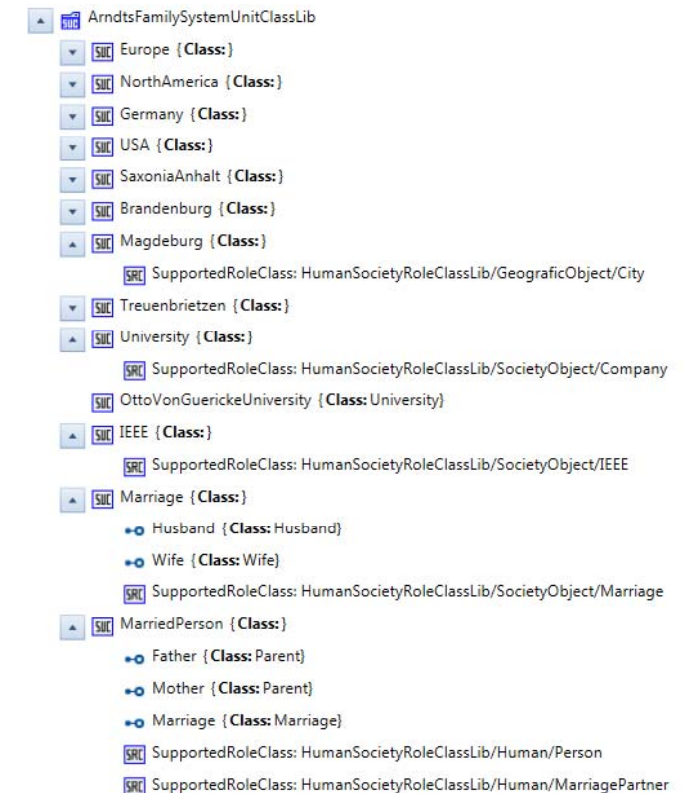 ArndtsFamilySystemUnitClassLib
SUC Europe {Class:}
SUC NorthAmerica {Class:}
SUC Germany {Class:}
SUC USA {Class:}
SUC SaxoniaAnhalt {Class:}
SUC Brandenburg {Class:}
SUC Magdeburg {Class:}
SRC SupportedRoleClass: HumanSocietyRoleClassLib/GeograficObject/City
SUC Treuenbrietzen {Class:}
SUC University {Class:}
SRC SupportedRoleClass: HumanSocietyRoleClassLib/SocietyObject/Company
SUC OttoVonGuerickeUniversity {Class: University}
SUC IEEE {Class:}
SRC SupportedRoleClass: HumanSocietyRoleClassLib/SocietyObject/IEEE
SUC Marriage {Class:}
Husband {Class: Husband}
Wife {Class: Wife}
SRC SupportedRoleClass: HumanSocietyRoleClassLib/SocietyObject/Marriage
SUC MarriedPerson {Class:}
Father {Class: Parent}
Mother {Class: Parent}
Marriage {Class: Marriage}
SRC SupportedRoleClass: HumanSocietyRoleClassLib/Human/Person
SRC SupportedRoleClass: HumanSocietyRoleClassLib/Human/MarriagePartner